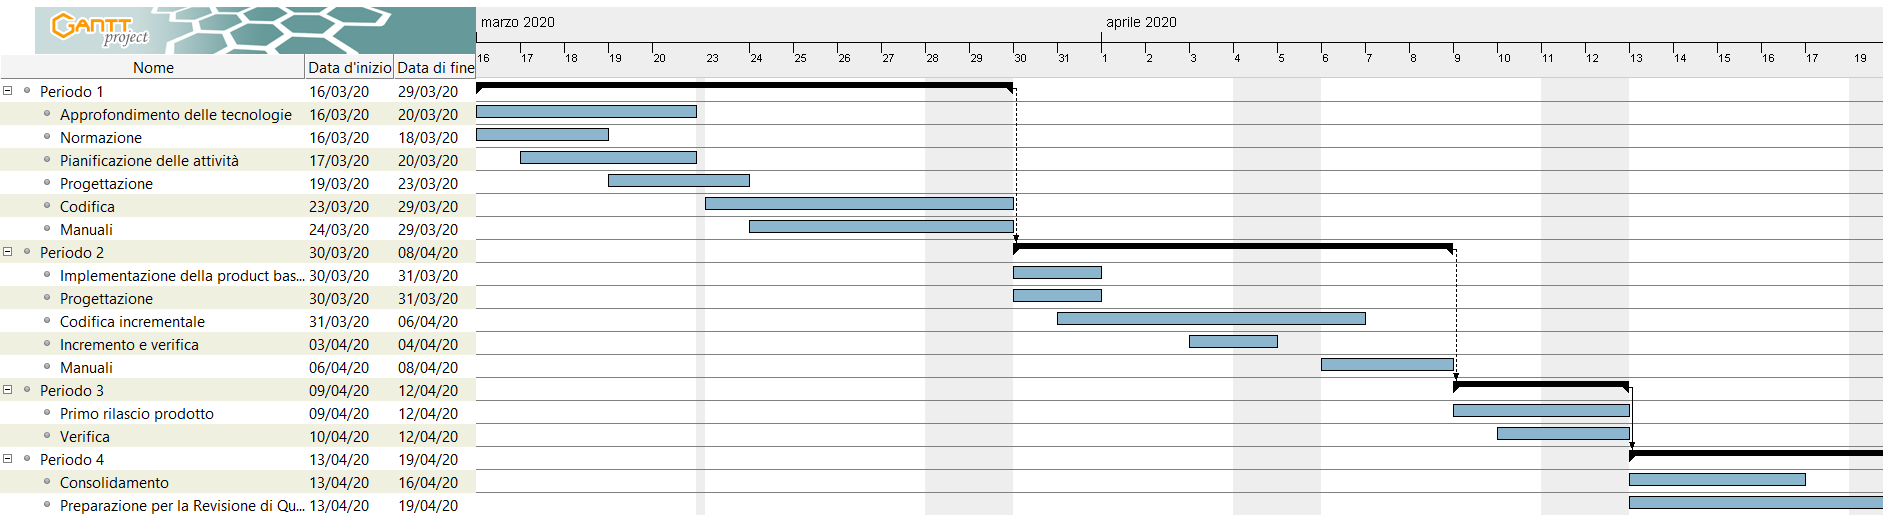 GANTT
project
marzo 2020
aprile 2020
Nome Data d'inizio Data di fine
16 17 18 19 20 23 24 25 26 27 28 29 30 31 1 2 3 4 5 6 7 8 9 10 11 12 13 14 15 16 17 19
Periodo 1 16/03/20 29/03/20
Approfondimento delle tecnologie 16/03/20 20/03/20
Normazione 16/03/20 18/03/20
Pianificazione delle attività 17/03/20 20/03/20
Progettazione 19/03/20 23/03/20
Codifica 23/03/20 29/03/20
Manuali 24/03/20 29/03/20
Periodo 2 30/03/20 08/04/20
Implementazione della product bas... 30/03/20 31/03/20
Progettazione 30/03/20 31/03/20
Codifica incrementale 31/03/20 06/04/20
Incremento e verifica 03/04/20 04/04/20
Manuali 06/04/20 08/04/20
Periodo 3 09/04/20 12/04/20
Primo rilascio prodotto 09/04/20 12/04/20
Verifica 10/04/20 12/04/20
Periodo 4 13/04/20 19/04/20
Consolidamento 13/04/20 16/04/20
Preparazione per la Revisione di Qu... 13/04/20 19/04/20